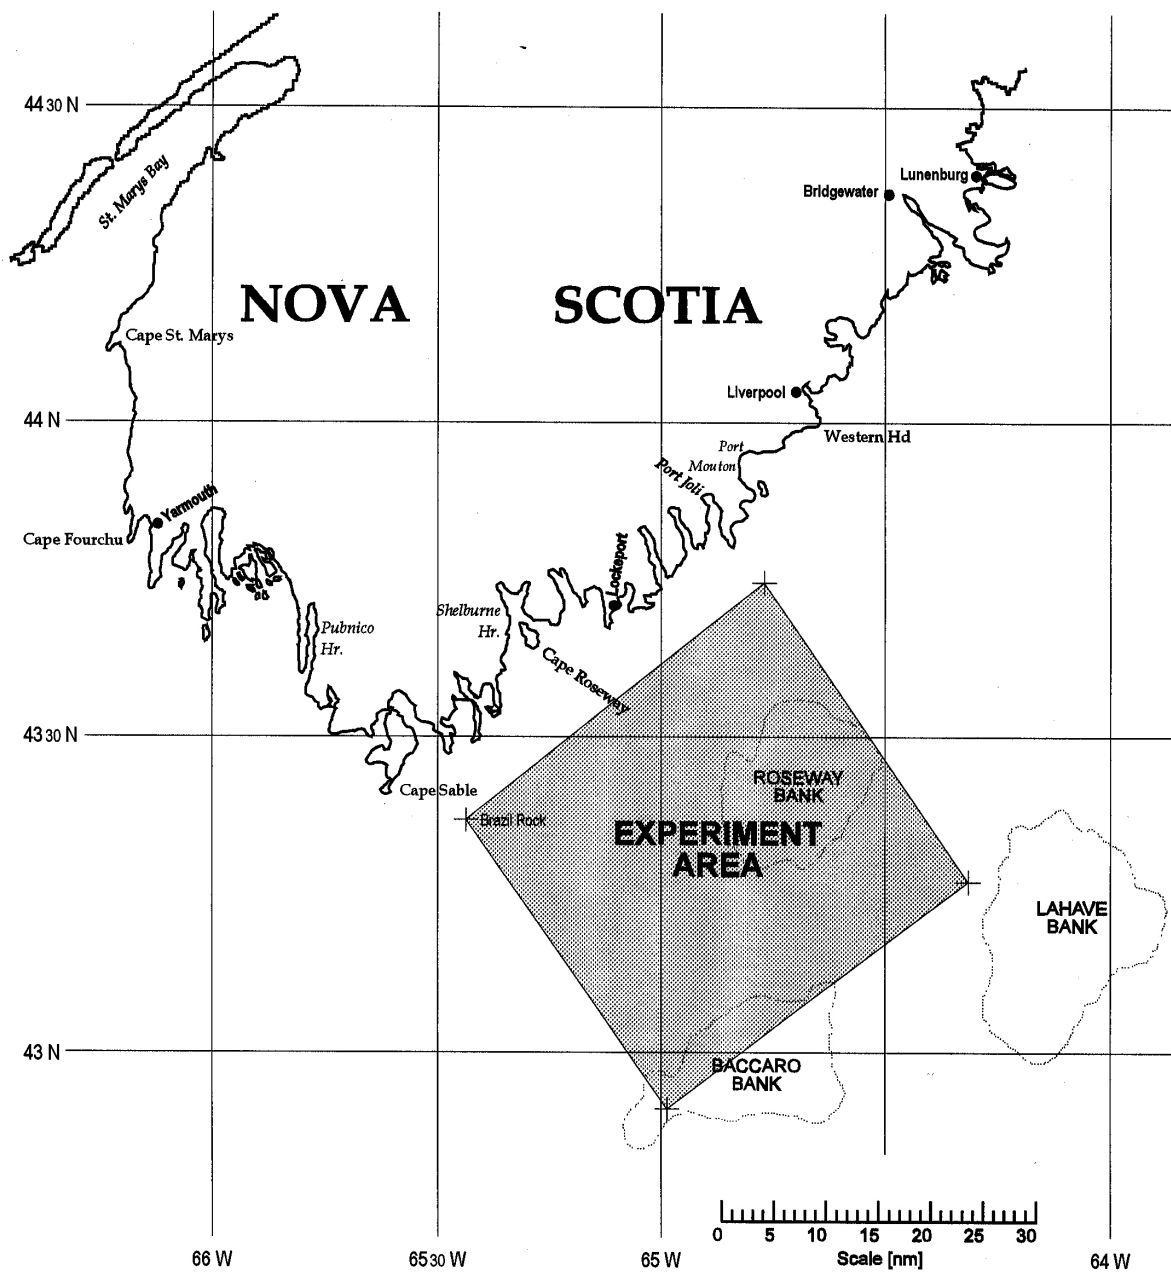 44 30 N
St. Marys Bay
Lunenburg
Bridgewater
NOVA SCOTIA
Cape St. Marys
Liverpool
44 N
Western Hd
Port
Mouton
Port Joli
Yarmouth
Cape Fourchu
Lockeport
Shelburne
Hr.
Pubnico
Hr.
Cape Roseway
43 30 N
ROSEWAY
BANK
Cape Sable
Brazil Rock
EXPERIMENT
AREA
LAHAVE
BANK
43 N
BACCARO
BANK
0 5 10 15 20 25 30
Scale [nm]
66 W 65 30 W 65 W 64 W